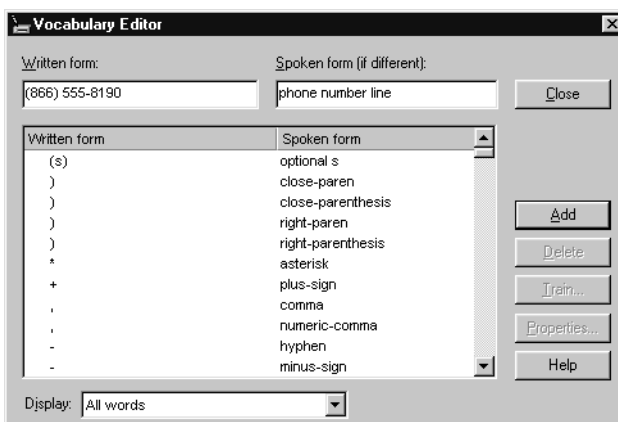 Vocabulary Editor
Written form: Spoken form (if different):
(866) 555-8190 phone number line Close
Written form Spoken form
(s) optional s
) close-paren
) close-parenthesis
) right-paren
) right-parenthesis
* asterisk
+ plus-sign
, comma
, numeric-comma
- hyphen
- minus-sign
Add
Delete
Train...
Properties...
Help
Display: All words